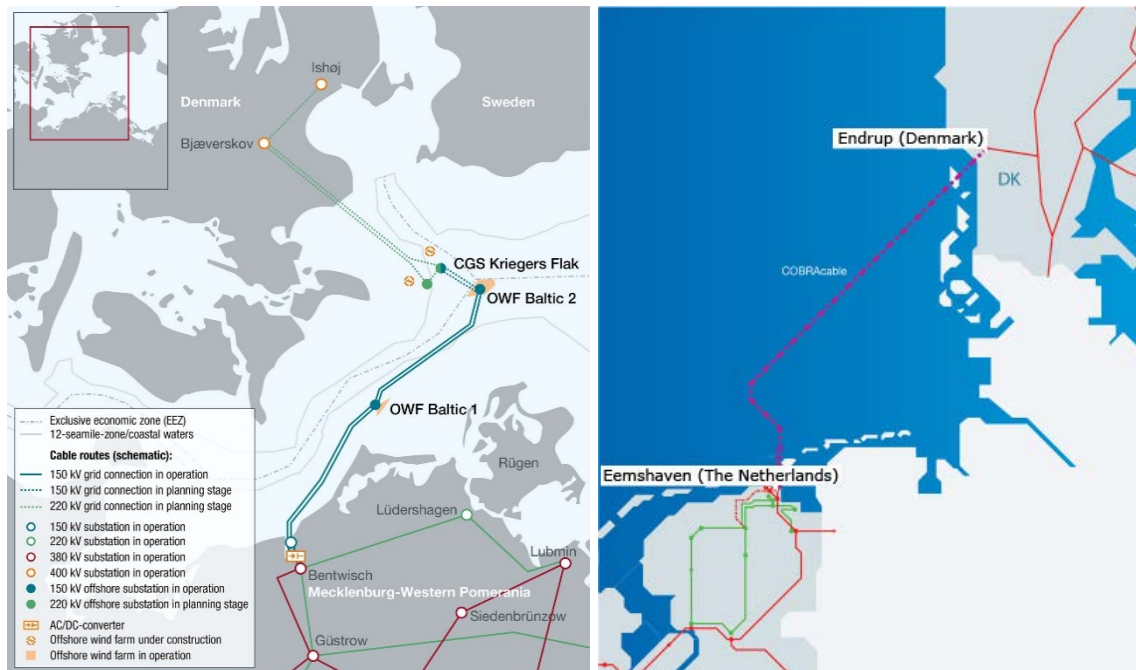 Ishøj
Denmark
Sweden
Bjæverskov
CGS Kriegers Flak
OWF Baltic 2
OWF Baltic 1
Rügen
Lüdershagen
Lubmin
Bentwisch
Mecklenburg-Western Pomerania
Siedenbrünzow
Güstrow
Exclusive economic zone (EEZ)
12-seamile-zone/coastal waters
Cable routes (schematic):
150 kV grid connection in operation
150 kV grid connection in planning stage
220 kV grid connection in planning stage
150 kV substation in operation
220 kV substation in operation
380 kV substation in operation
400 kV substation in operation
150 kV offshore substation in operation
220 kV offshore substation in planning stage
AC/DC-converter
Offshore wind farm under construction
Offshore wind farm in operation
Endrup (Denmark)
DK
COBRAcable
Eemshaven (The Netherlands)